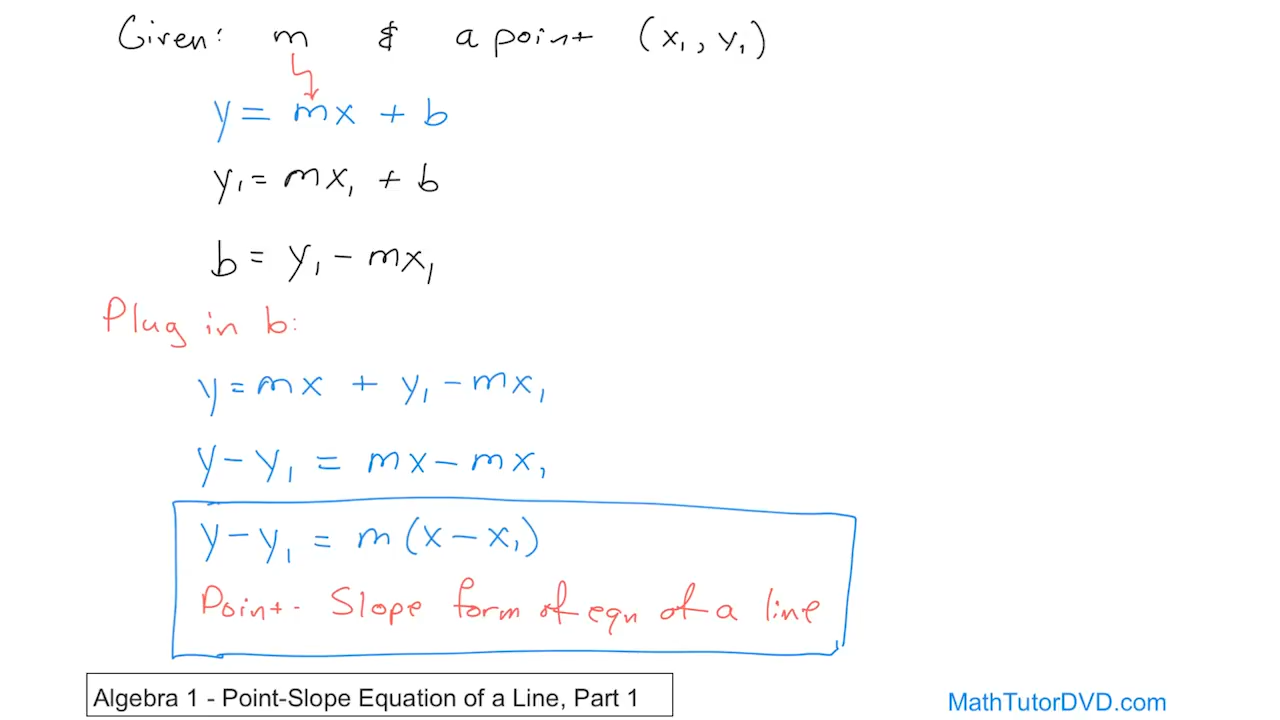 Given: m & a point (x₁, y₁)
y = mx + b
y₁ = mx₁ + b
b = y₁ - mx₁
Plug in b:
y = mx + y₁ - mx₁
y - y₁ = mx - mx₁
y - y₁ = m(x - x₁)
Point-Slope form of eqn of a line
Algebra 1 - Point-Slope Equation of a Line, Part 1
MathTutorDVD.com